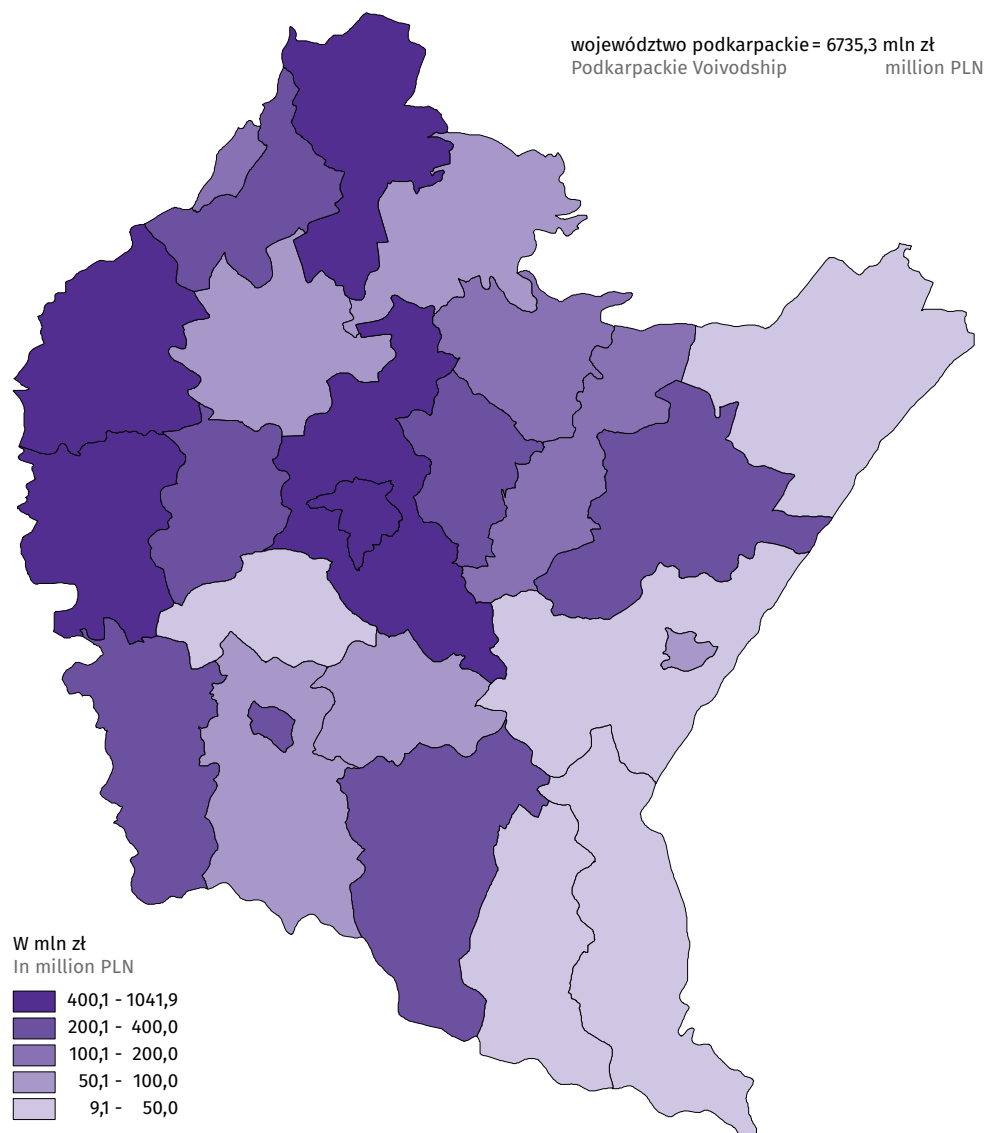 województwo podkarpackie = 6735,3 mln zł
Podkarpackie Voivodship million PLN
W mln zł
In million PLN
400,1 - 1041,9
200,1 - 400,0
100,1 - 200,0
50,1 - 100,0
9,1 - 50,0